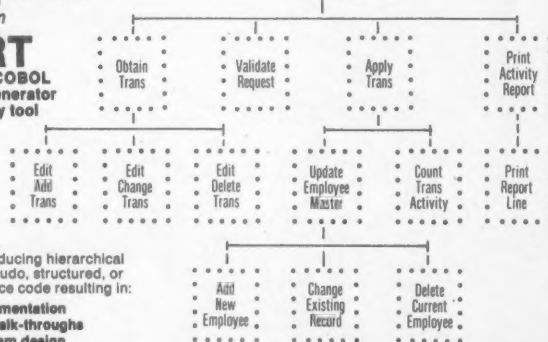 RT
COBOL
enerator
y tool
Obtain
Trans
Validate
Request
Apply
Trans
Print
Activity
Report
Edit
Add
Trans
Edit
Change
Trans
Edit
Delete
Trans
Update
Employee
Master
Count
Trans
Activity
Print
Report
Line
ducing hierarchical
udo, structured, or
ce code resulting in:
mentation
alk-throughs
em design
Add
New
Employee
Change
Existing
Record
Delete
Current
Employee